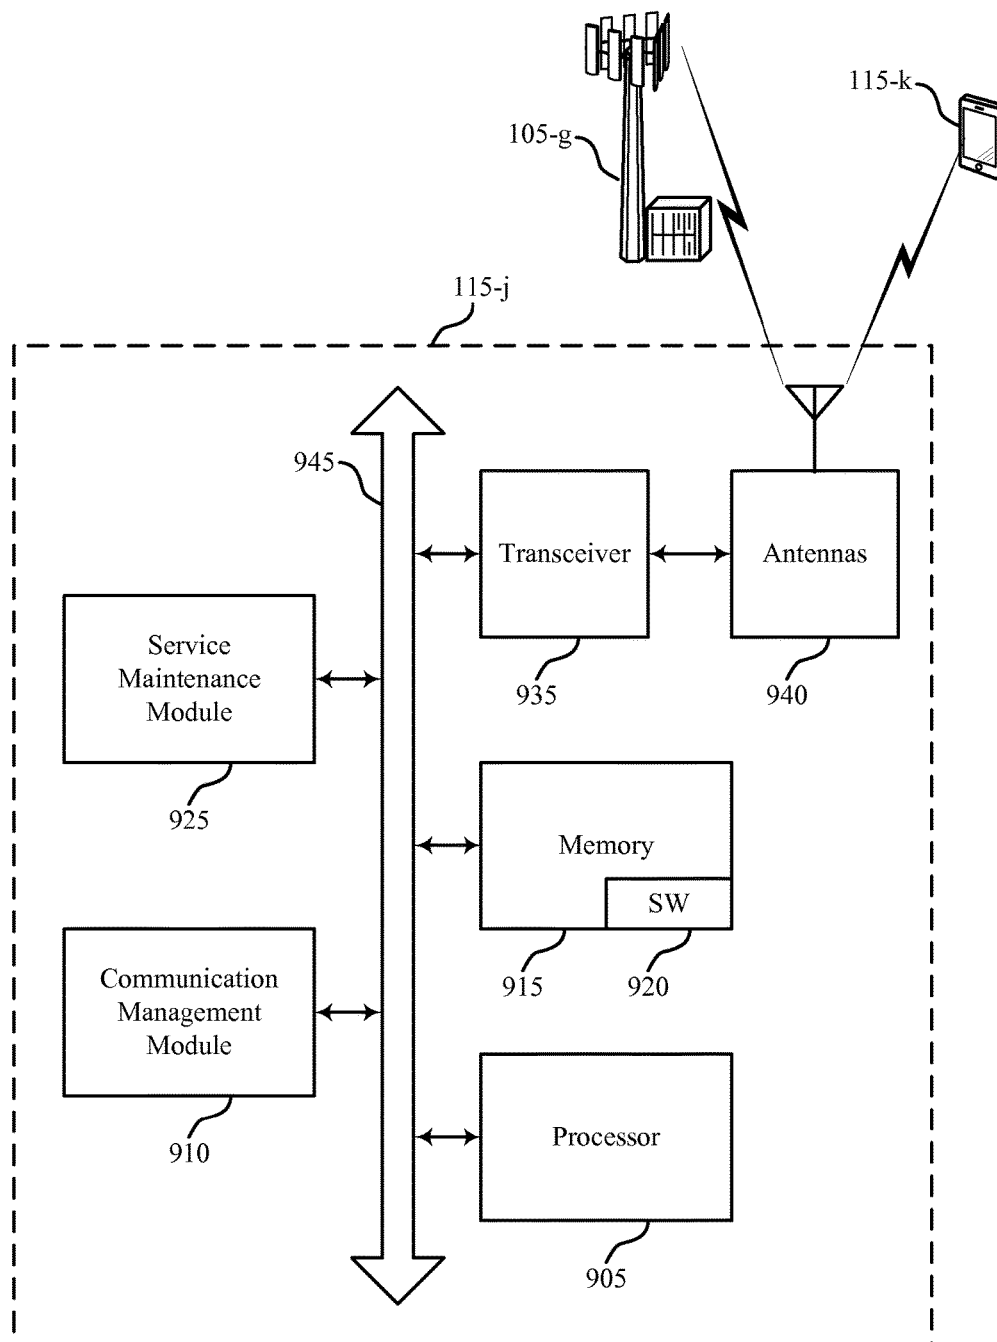 115-k
105-g
115-j
945
Transceiver
Antennas
935
940
Service
Maintenance
Module
925
Memory
SW
915
920
Communication
Management
Module
910
Processor
905